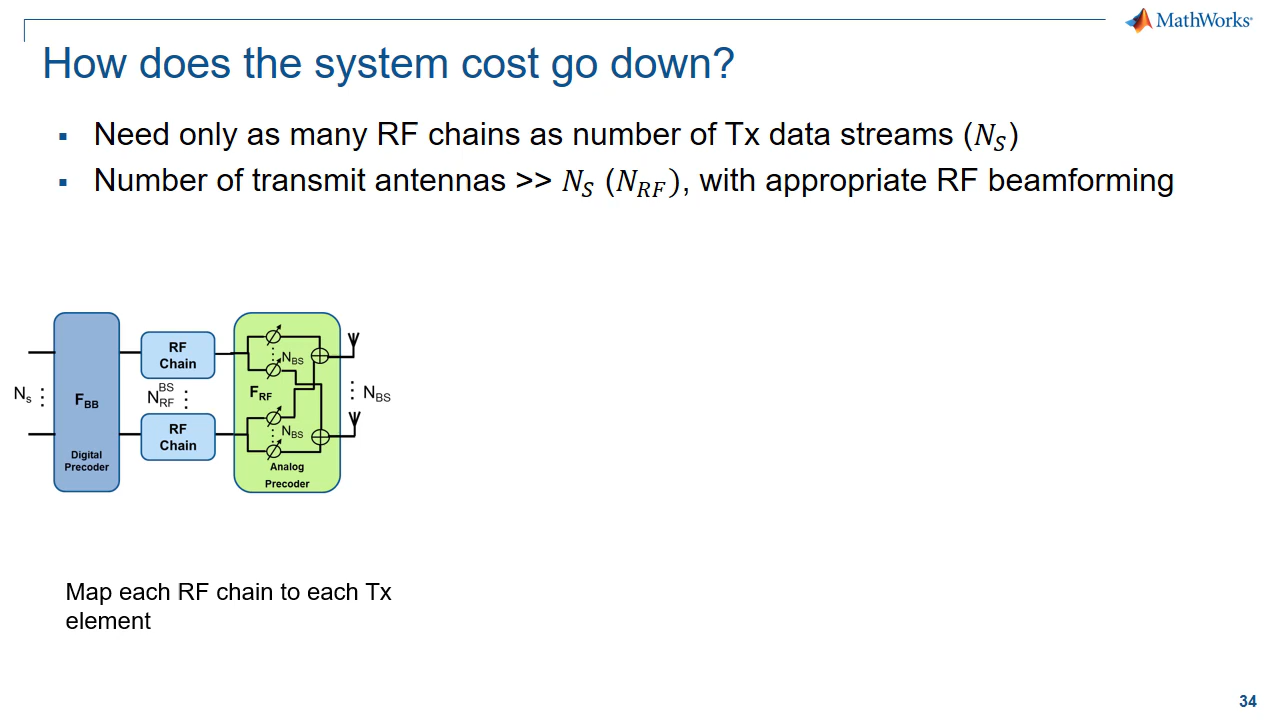 MathWorks®
How does the system cost go down?
▪ Need only as many RF chains as number of Tx data streams (N_S)
▪ Number of transmit antennas >> N_S (N_RF), with appropriate RF beamforming
N_s
F_BB
Digital
Precoder
RF
Chain
N_RF^BS
RF
Chain
N_BS
F_RF
N_BS
Analog
Precoder
N_BS
Map each RF chain to each Tx
element
34